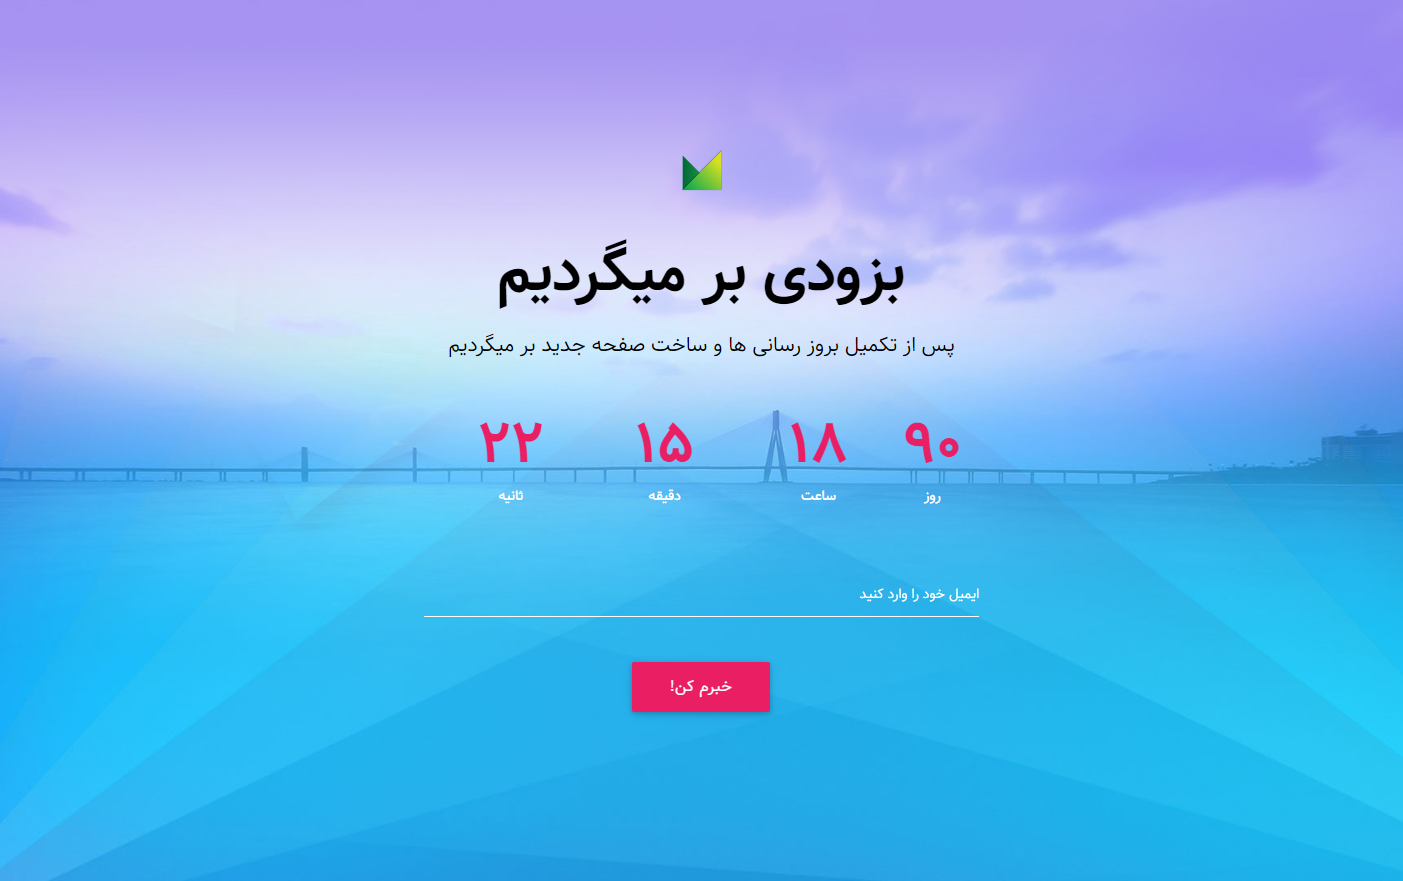 بزودی بر میگردیم
پس از تکمیل بروز رسانی ها و ساخت صفحه جدید بر میگردیم
۹۰ ۱۸ ۱۵ ۲۲
روز ساعت دقیقه ثانیه
ایمیل خود را وارد کنید
خبرم کن!